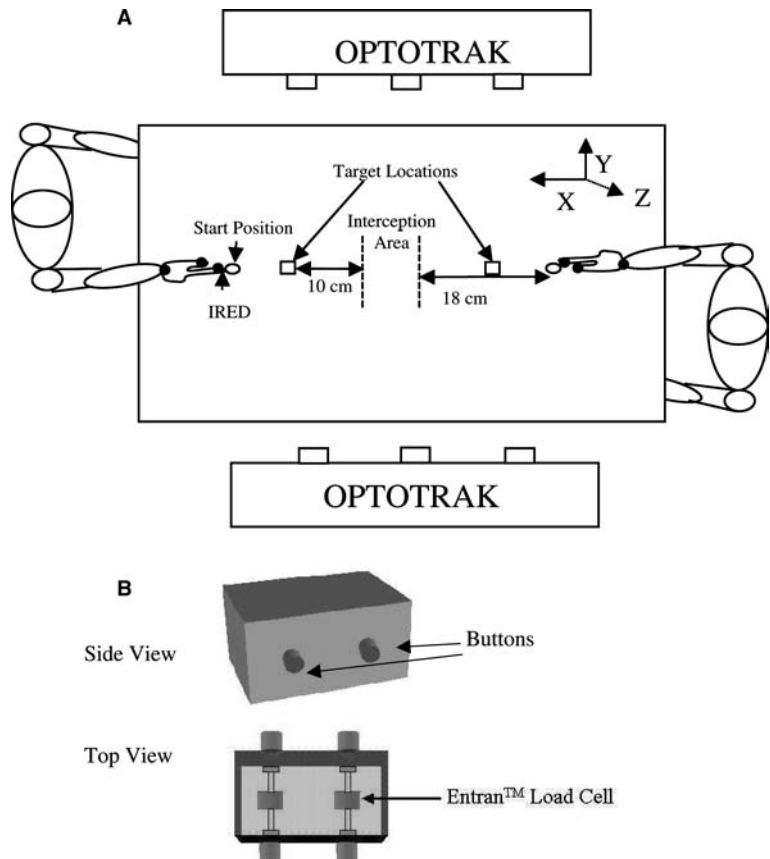 A
OPTOTRAK
Target Locations
Y
X
Z
Start Position
Interception
Area
10 cm
18 cm
IRED
OPTOTRAK
B
Side View
Buttons
Top View
Entran™ Load Cell